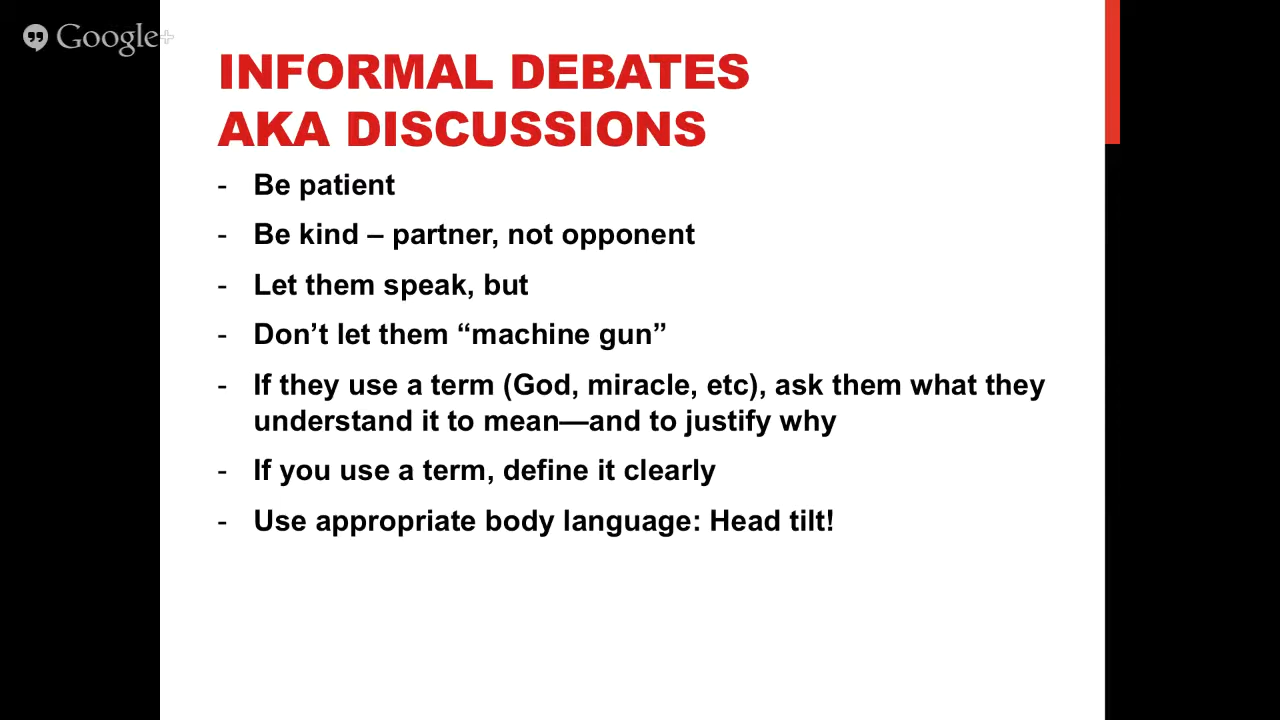 Google+
INFORMAL DEBATES
AKA DISCUSSIONS
- Be patient
- Be kind – partner, not opponent
- Let them speak, but
- Don’t let them “machine gun”
- If they use a term (God, miracle, etc), ask them what they
understand it to mean—and to justify why
- If you use a term, define it clearly
- Use appropriate body language: Head tilt!